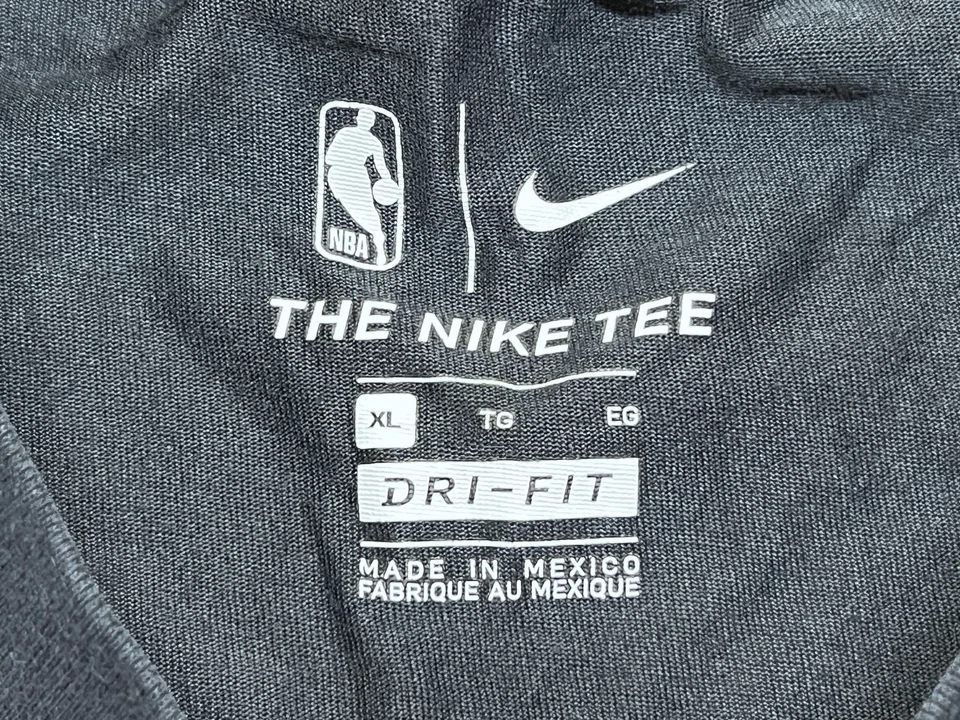 NBA
THE NIKE TEE
XL TG EG
DRI-FIT
MADE IN MEXICO
FABRIQUE AU MEXIQUE